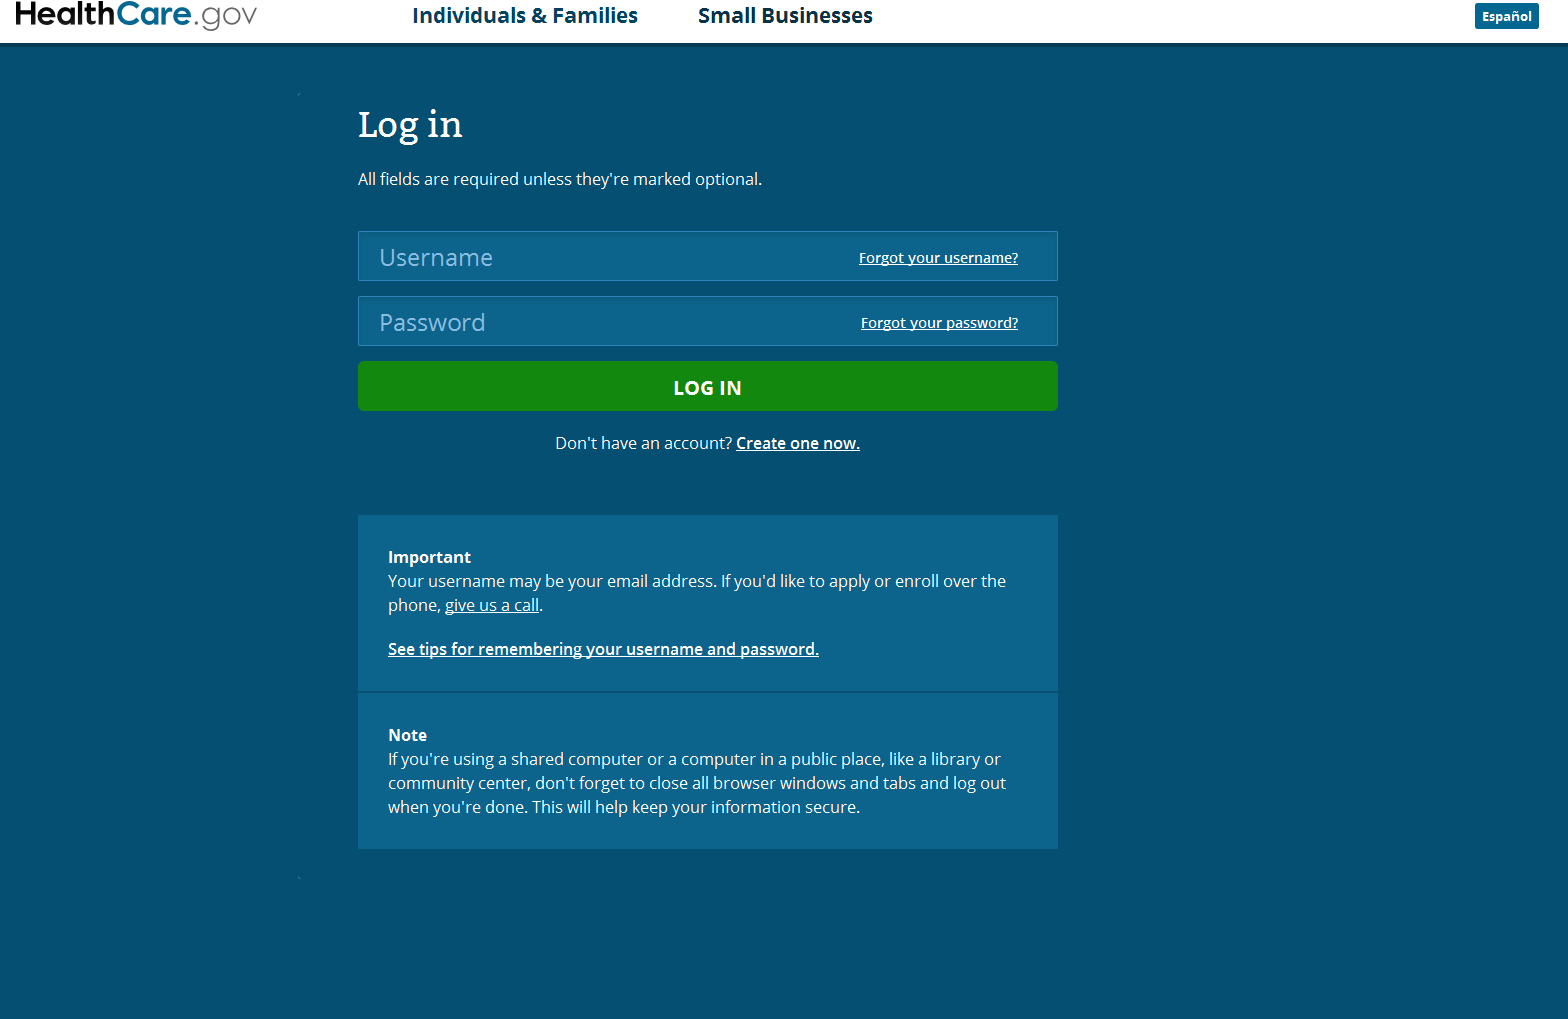 HealthCare.gov
Individuals & Families
Small Businesses
Español
Log in
All fields are required unless they're marked optional.
Username
Forgot your username?
Password
Forgot your password?
LOG IN
Don't have an account? Create one now.
Important
Your username may be your email address. If you'd like to apply or enroll over the
phone, give us a call.
See tips for remembering your username and password.
Note
If you're using a shared computer or a computer in a public place, like a library or
community center, don't forget to close all browser windows and tabs and log out
when you're done. This will help keep your information secure.